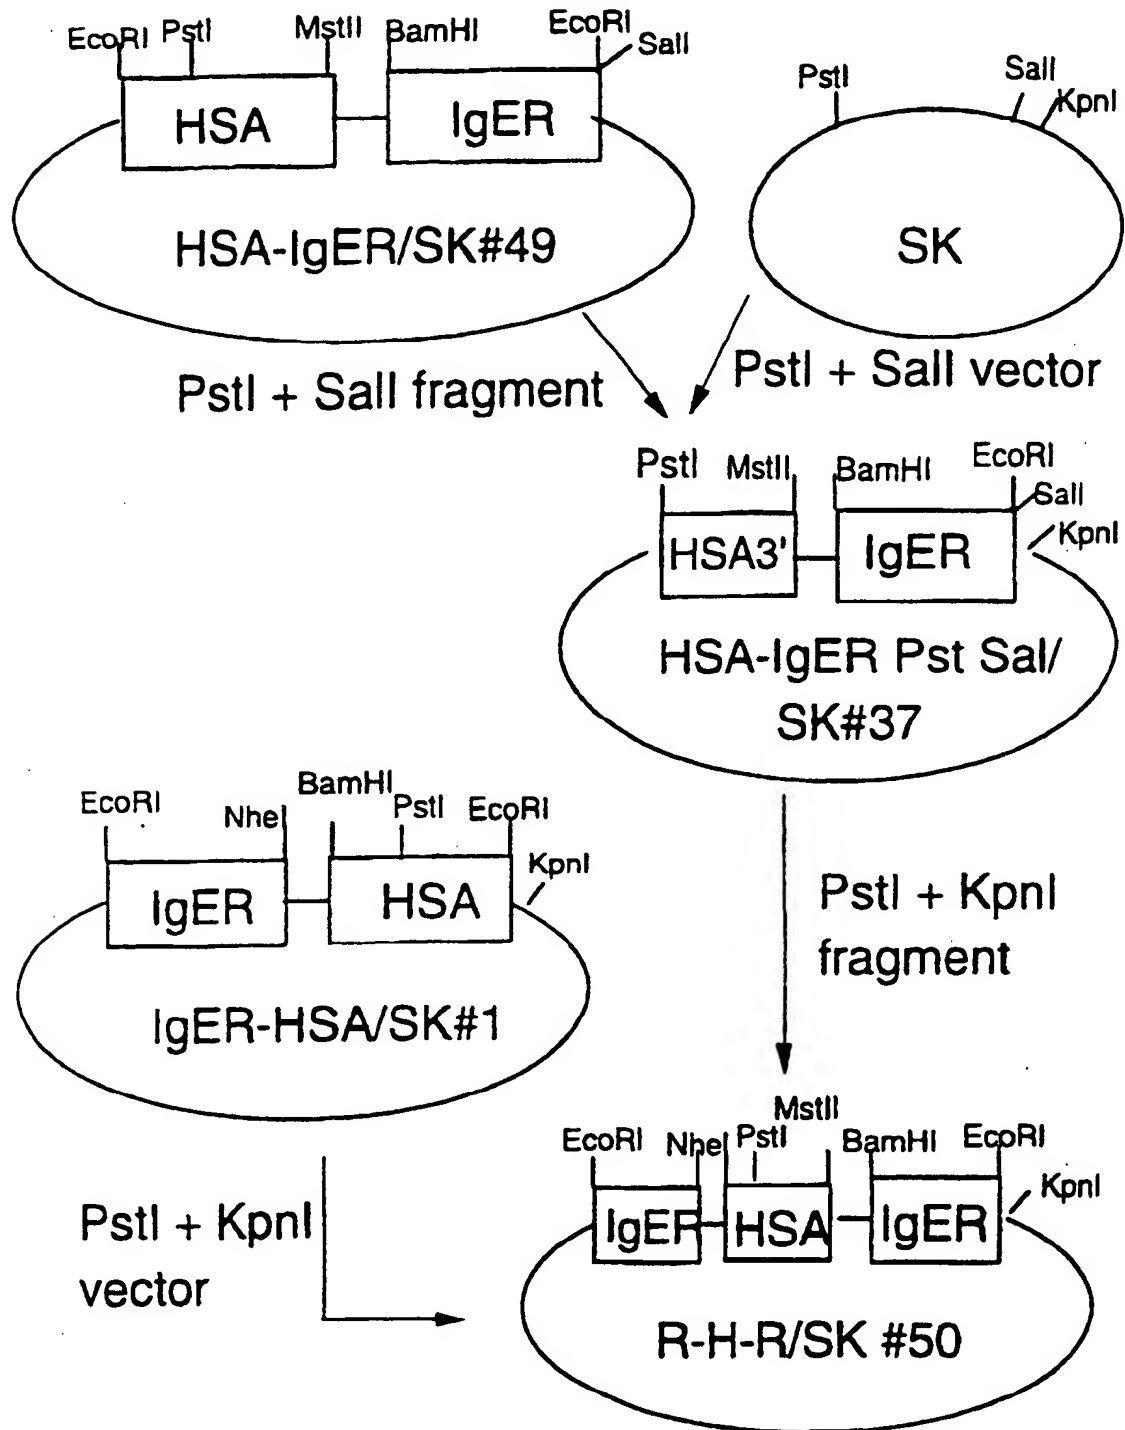 EcoRI PstI MstII BamHI EcoRI
SalI
HSA IgER
HSA-IgER/SK#49
PstI SalI
KpnI
SK
PstI + SalI fragment
PstI + SalI vector
PstI MstII BamHI EcoRI
SalI
KpnI
HSA3' IgER
HSA-IgER Pst Sal/
SK#37
EcoRI NheI BamHI PstI EcoRI
KpnI
IgER HSA
IgER-HSA/SK#1
PstI + KpnI
fragment
PstI + KpnI
vector
MstII
EcoRI NheI PstI BamHI EcoRI
KpnI
IgER HSA IgER
R-H-R/SK #50